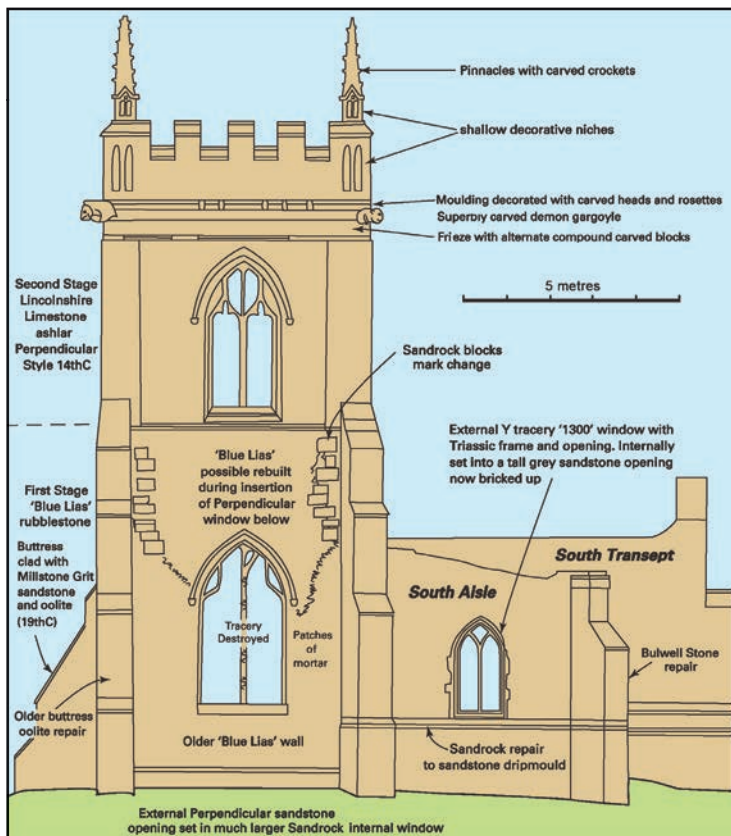 Pinnacles with carved crockets
shallow decorative niches
Moulding decorated with carved heads and rosettes
Superbly carved demon gargoyle
Frieze with alternate compound carved blocks
5 metres
Second Stage
Lincolnshire
Limestone
ashlar
Perpendicular
Style 14thC
Sandrock blocks
mark change
External Y tracery '1300' window with
Triassic frame and opening. Internally
set into a tall grey sandstone opening
now bricked up
'Blue Lias'
possible rebuilt
during insertion
of Perpendicular
window below
First Stage
'Blue Lias'
rubblestone
Buttress
clad with
Millstone Grit
sandstone
and oolite
(19thC)
South Transept
South Aisle
Tracery
Destroyed
Patches
of
mortar
Bulwell Stone
repair
Older buttress
oolite repair
Older 'Blue Lias' wall
Sandrock repair
to sandstone dripmould
External Perpendicular sandstone
opening set in much larger Sandrock internal window